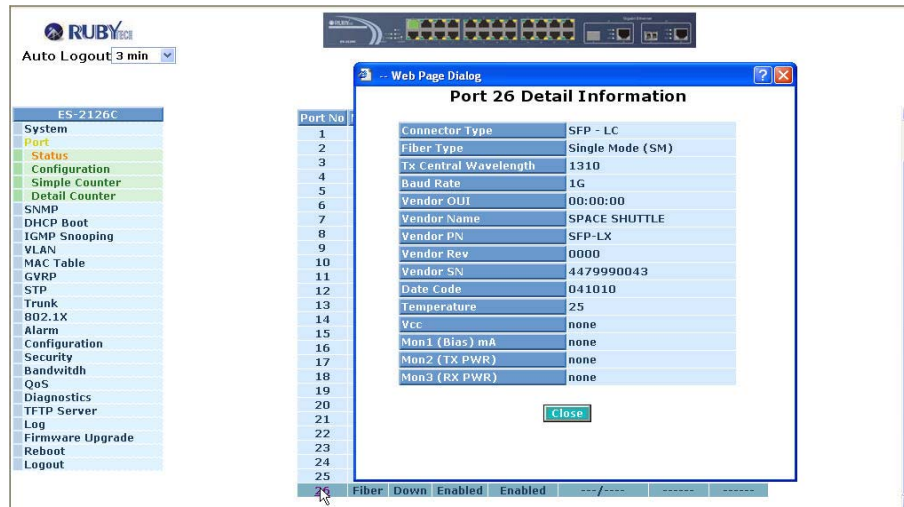 RUBYTECH
Auto Logout 3 min
-- Web Page Dialog
Port 26 Detail Information
Connector Type SFP - LC
Fiber Type Single Mode (SM)
Tx Central Wavelength 1310
Baud Rate 1G
Vendor OUI 00:00:00
Vendor Name SPACE SHUTTLE
Vendor PN SFP-LX
Vendor Rev 0000
Vendor SN 4479990043
Date Code 041010
Temperature 25
Vcc none
Mon1 (Bias) mA none
Mon2 (TX PWR) none
Mon3 (RX PWR) none
Close
ES-2126C
System
Port
Status
Configuration
Simple Counter
Detail Counter
SNMP
DHCP Boot
IGMP Snooping
VLAN
MAC Table
GVRP
STP
Trunk
802.1X
Alarm
Configuration
Security
Bandwitdh
QoS
Diagnostics
TFTP Server
Log
Firmware Upgrade
Reboot
Logout
Port No
1
2
3
4
5
6
7
8
9
10
11
12
13
14
15
16
17
18
19
20
21
22
23
24
25
26 Fiber Down Enabled Enabled ---/---- ------ ------